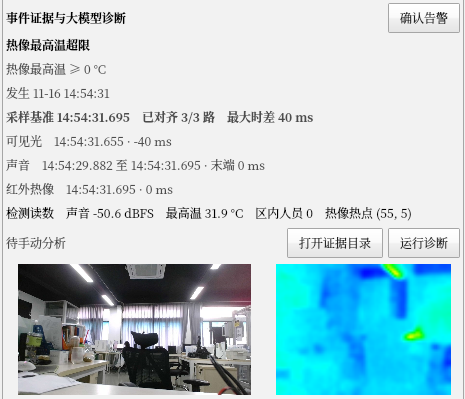 事件证据与大模型诊断
确认告警
热像最高温超限
热像最高温 ≥ 0 °C
发生 11-16 14:54:31
采样基准 14:54:31.695 已对齐 3/3 路 最大时差 40 ms
可见光 14:54:31.655 · -40 ms
声音 14:54:29.882 至 14:54:31.695 · 末端 0 ms
红外热像 14:54:31.695 · 0 ms
检测读数 声音 -50.6 dBFS 最高温 31.9 °C 区内人员 0 热像热点 (55, 5)
待手动分析
打开证据目录
运行诊断